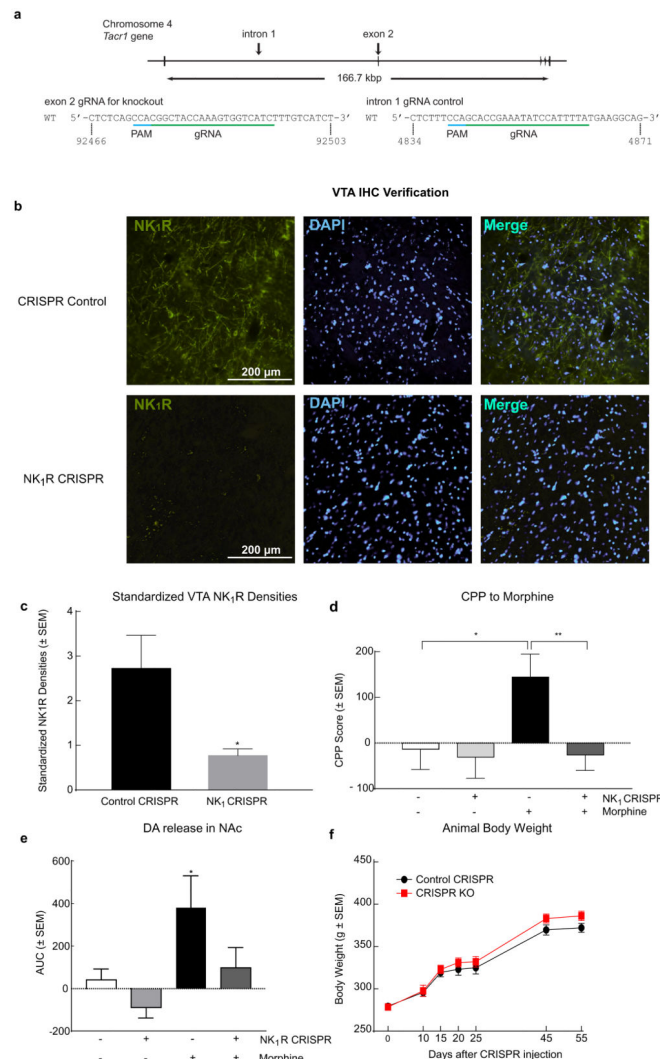 a
Chromosome 4
Tacr1 gene
intron 1
exon 2
166.7 kbp
exon 2 gRNA for knockout
WT 5’-CTCTCAGCCACGGCTACCAAAGTGGTCATCTTTGTCATCT-3’
92466
PAM
gRNA
92503
intron 1 gRNA control
WT 5’-CTCTTTCCAGCACCGAAATATCCATTTTATGAAGGCAG-3’
4834
PAM
gRNA
4871
VTA IHC Verification
b
NK1R
DAPI
Merge
CRISPR Control
200 µm
NK1R
DAPI
Merge
NK1R CRISPR
200 µm
c
Standardized VTA NK1R Densities
Standardized NK1R Densities (± SEM)
4
3
2
1
0
*
Control CRISPR
NK1 CRISPR
d
CPP to Morphine
CPP Score (± SEM)
200
100
0
- 100
*
**
- + - + NK1 CRISPR
- - + + Morphine
e
DA release in NAc
AUC (± SEM)
600
400
200
0
-200
*
- + - + NK1R CRISPR
- - + + Morphine
f
Animal Body Weight
Body Weight (g ± SEM)
400
350
300
250
Control CRISPR
CRISPR KO
0 10 15 20 25 45 55
Days after CRISPR injection